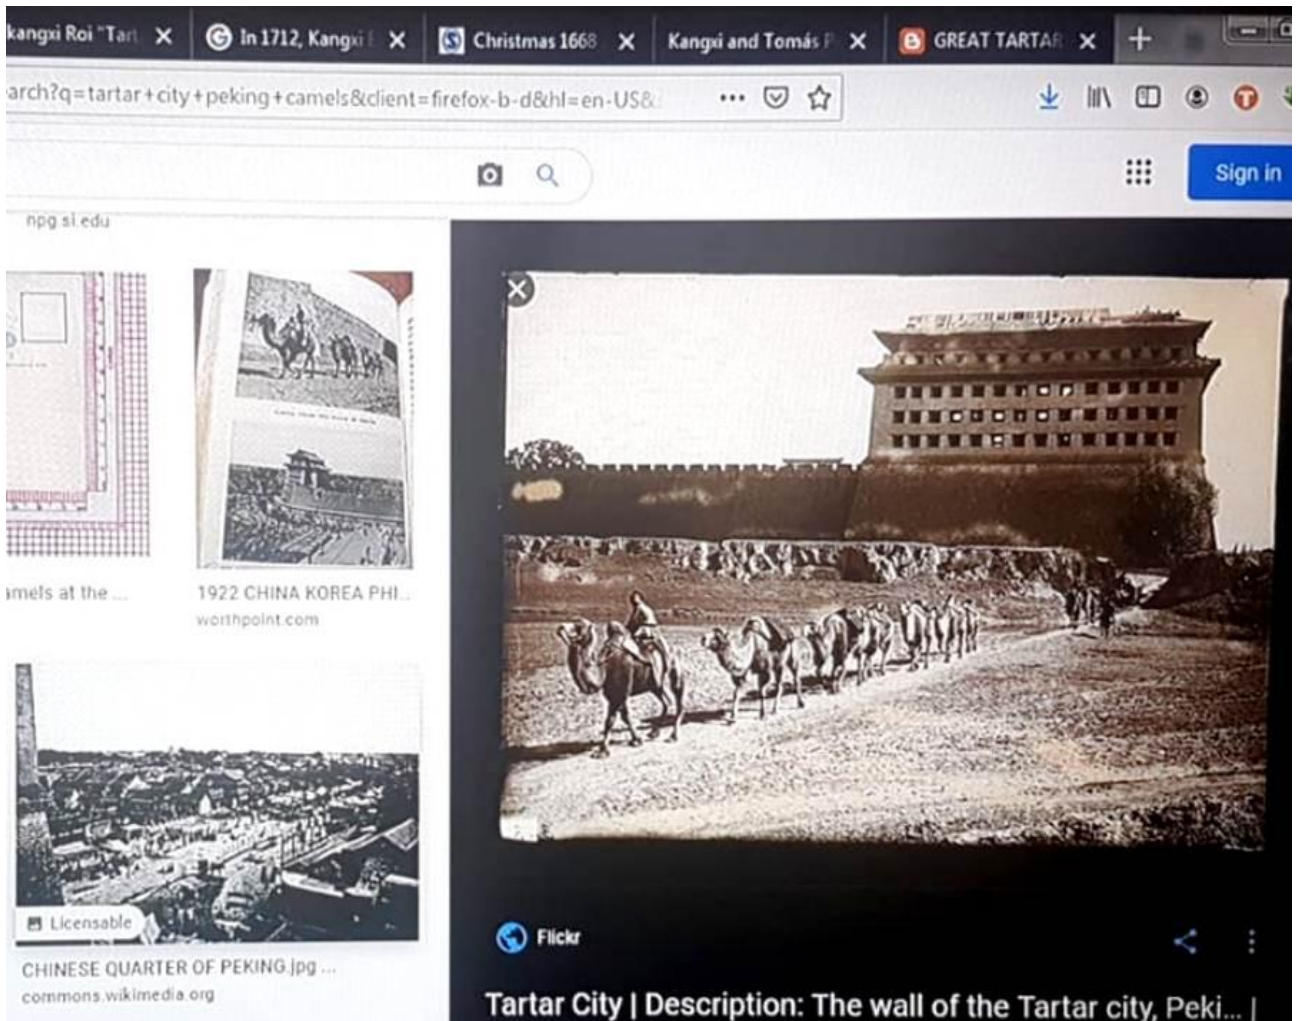 kangxi Roi "Tart
In 1712, Kangxi E
Christmas 1668
Kangxi and Tomás P
GREAT TARTAR
arch?q=tartar+city+peking+camels&client=firefox-b-d&hl=en-US&
Sign in
npg.si.edu
amels at the ...
1922 CHINA KOREA PHI...
worthpoint.com
Licensable
CHINESE QUARTER OF PEKING.jpg ...
commons.wikimedia.org
Flickr
Tartar City | Description: The wall of the Tartar city, Peki... |